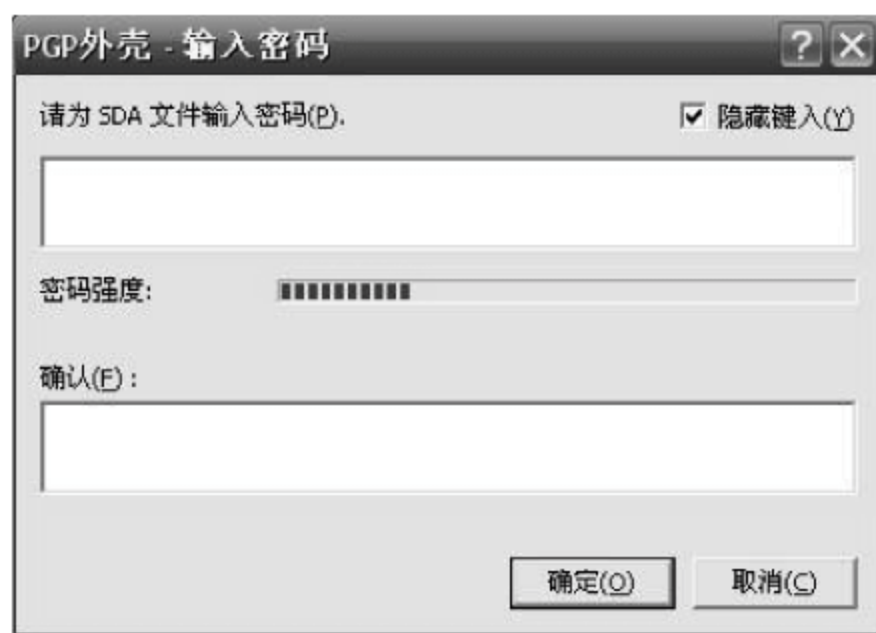 PGP外壳 - 输入密码
请为 SDA 文件输入密码(P). 隐藏键入(Y)
密码强度:
确认(F) :
确定(O) 取消(C)